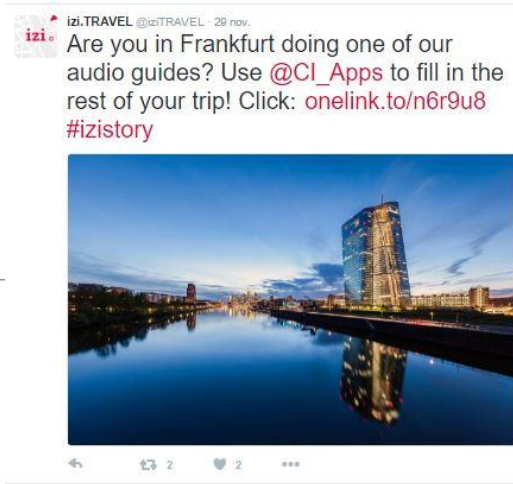 izi.TRAVEL @iziTRAVEL · 29 nov.
izi.
Are you in Frankfurt doing one of our
audio guides? Use @CI_Apps to fill in the
rest of your trip! Click: onelink.to/n6r9u8
#izistory
2 2